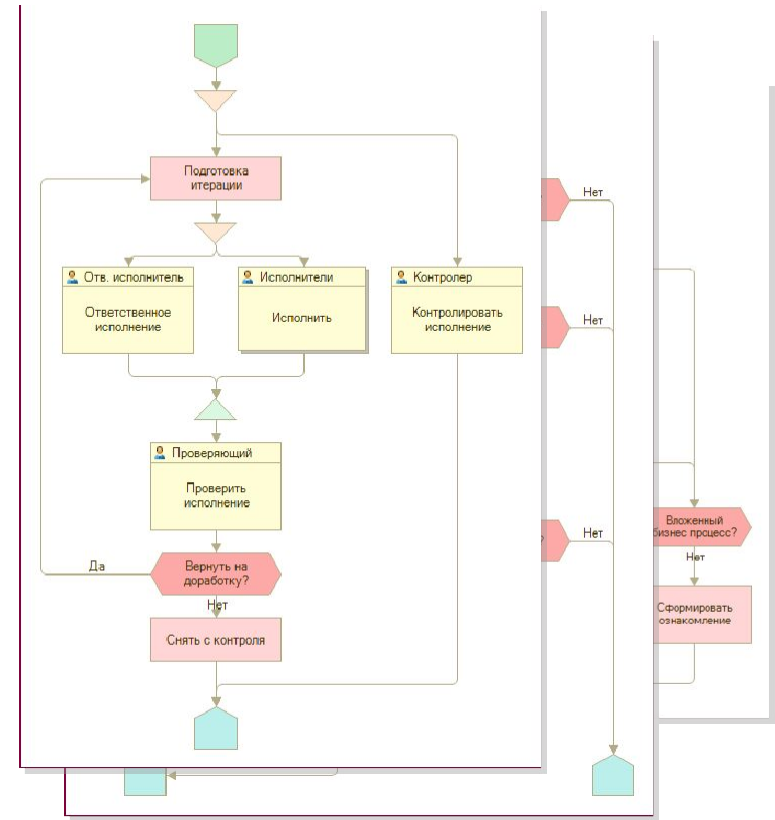 Подготовка
итерации
Нет
Отв. исполнитель
Исполнители
Контролер
Ответственное
исполнение
Исполнить
Контролировать
исполнение
Нет
Проверяющий
Проверить
исполнение
Вложенный
бизнес процесс?
Нет
?
Нет
Да
Вернуть на
доработку?
Нет
Сформировать
ознакомление
Снять с контроля